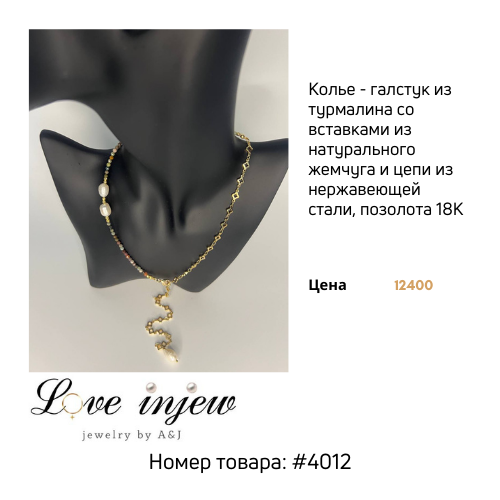 Колье - галстук из
турмалина со
вставками из
натурального
жемчуга и цепи из
нержавеющей
стали, позолота 18К
Цена 12400
Love injew
jewelry by A&J
Номер товара: #4012